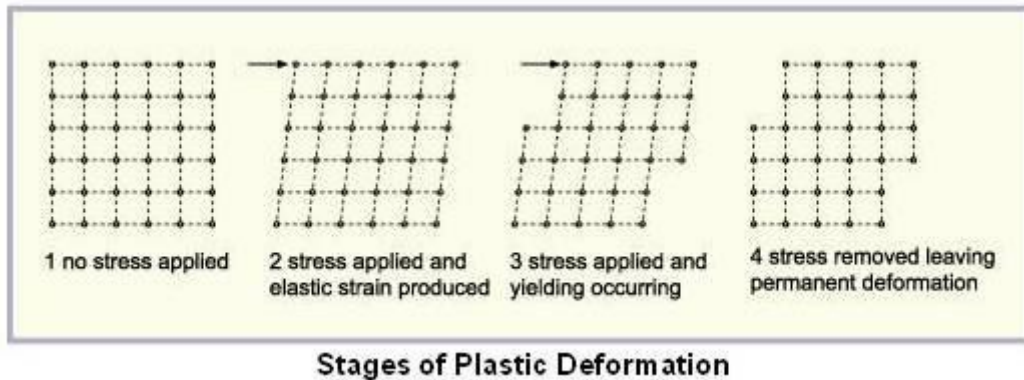 1 no stress applied
2 stress applied and
elastic strain produced
3 stress applied and
yielding occurring
4 stress removed leaving
permanent deformation
Stages of Plastic Deformation